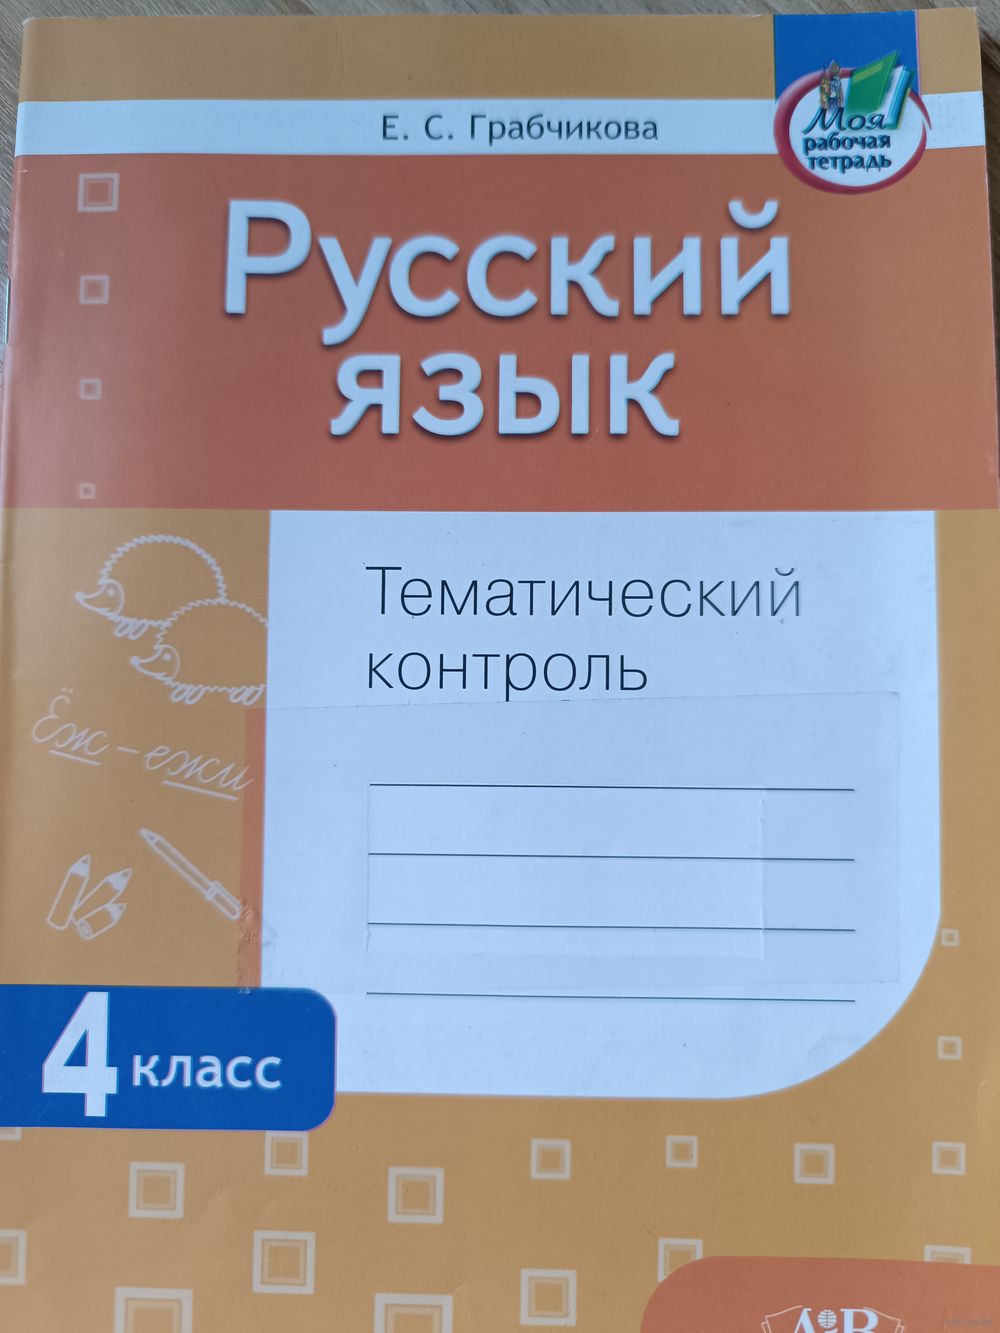 Е. С. Грабчикова
Моя
рабочая
тетрадь
Русский
язык
Тематический
контроль
Ёж – ежи
4 класс